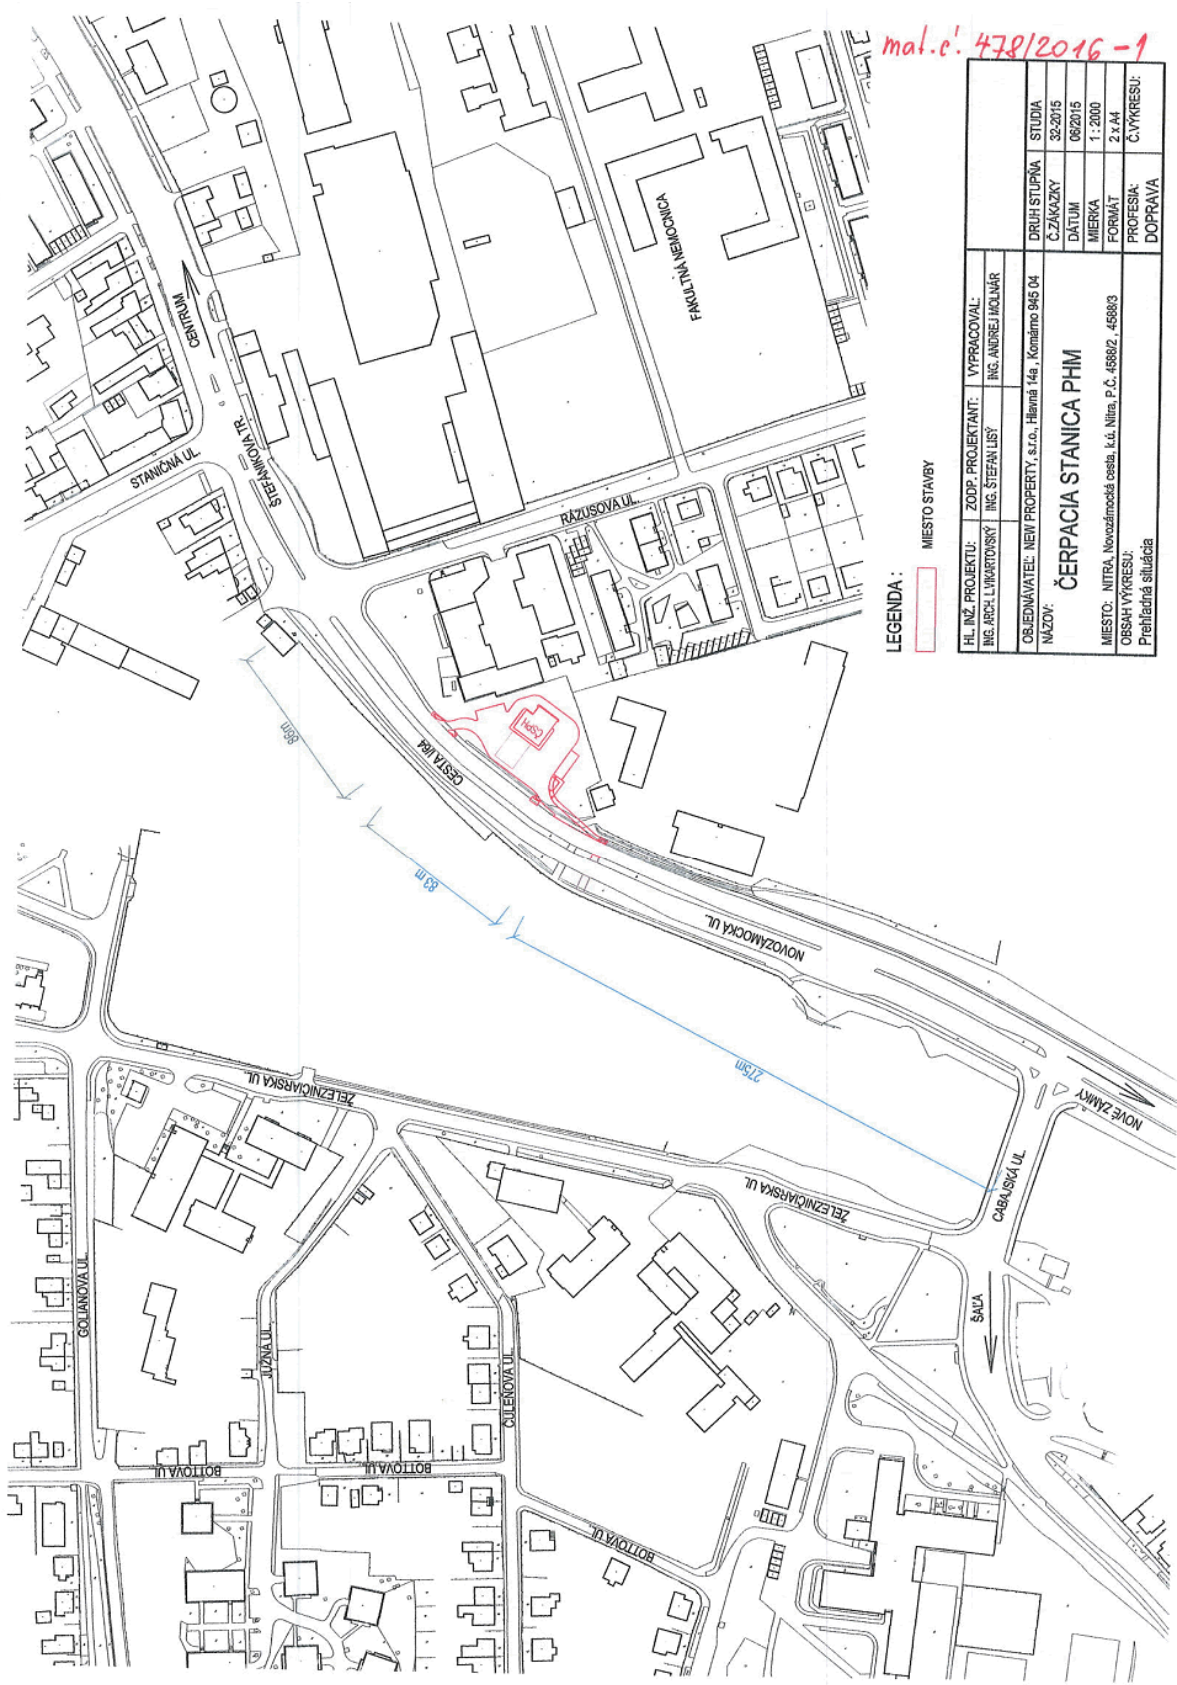 mat.č. 478/2016 -1
HL. INŽ. PROJEKTU:
ZODP. PROJEKTANT:
VYPRACOVAL:
ING. ARCH. L.VIKARTOVSKÝ
ING. ŠTEFAN LISÝ
ING. ANDREJ MOLNÁR
OBJEDNÁVATEĽ: NEW PROPERTY, s.r.o., Hlavná 14a , Komárno 945 04
NÁZOV:
ČERPACIA STANICA PHM
MIESTO: NITRA, Novozámocká cesta, k.ú. Nitra, P.Č. 4588/2 , 4588/3
OBSAH VÝKRESU:
Prehľadná situácia
DRUH STUPŇA STUDIA
Č.ZÁKAZKY 32-2015
DÁTUM 06/2015
MIERKA 1 : 2000
FORMÁT 2 x A4
PROFESIA: Č.VÝKRESU:
DOPRAVA
LEGENDA :
MIESTO STAVBY
CENTRUM
STANIČNÁ UL.
ŠTEFÁNIKOVA TR.
FAKULTNÁ NEMOCNICA
RÁZUSOVA UL.
CESTA I/64
ČSPH
86m
83 m
275m
NOVOZÁMOCKÁ UL.
NOVÉ ZÁMKY
CABAJSKÁ UL.
ŠAĽA
ŽELEZNIČIARSKA UL.
ŽELEZNIČIARSKA UL.
ŽELEZNIČIARSKA UL.
GOLIANOVA UL.
JUŽNÁ UL.
ČULENOVA UL.
BOTTOVA UL.
BOTTOVA UL.
BOTTOVA UL.